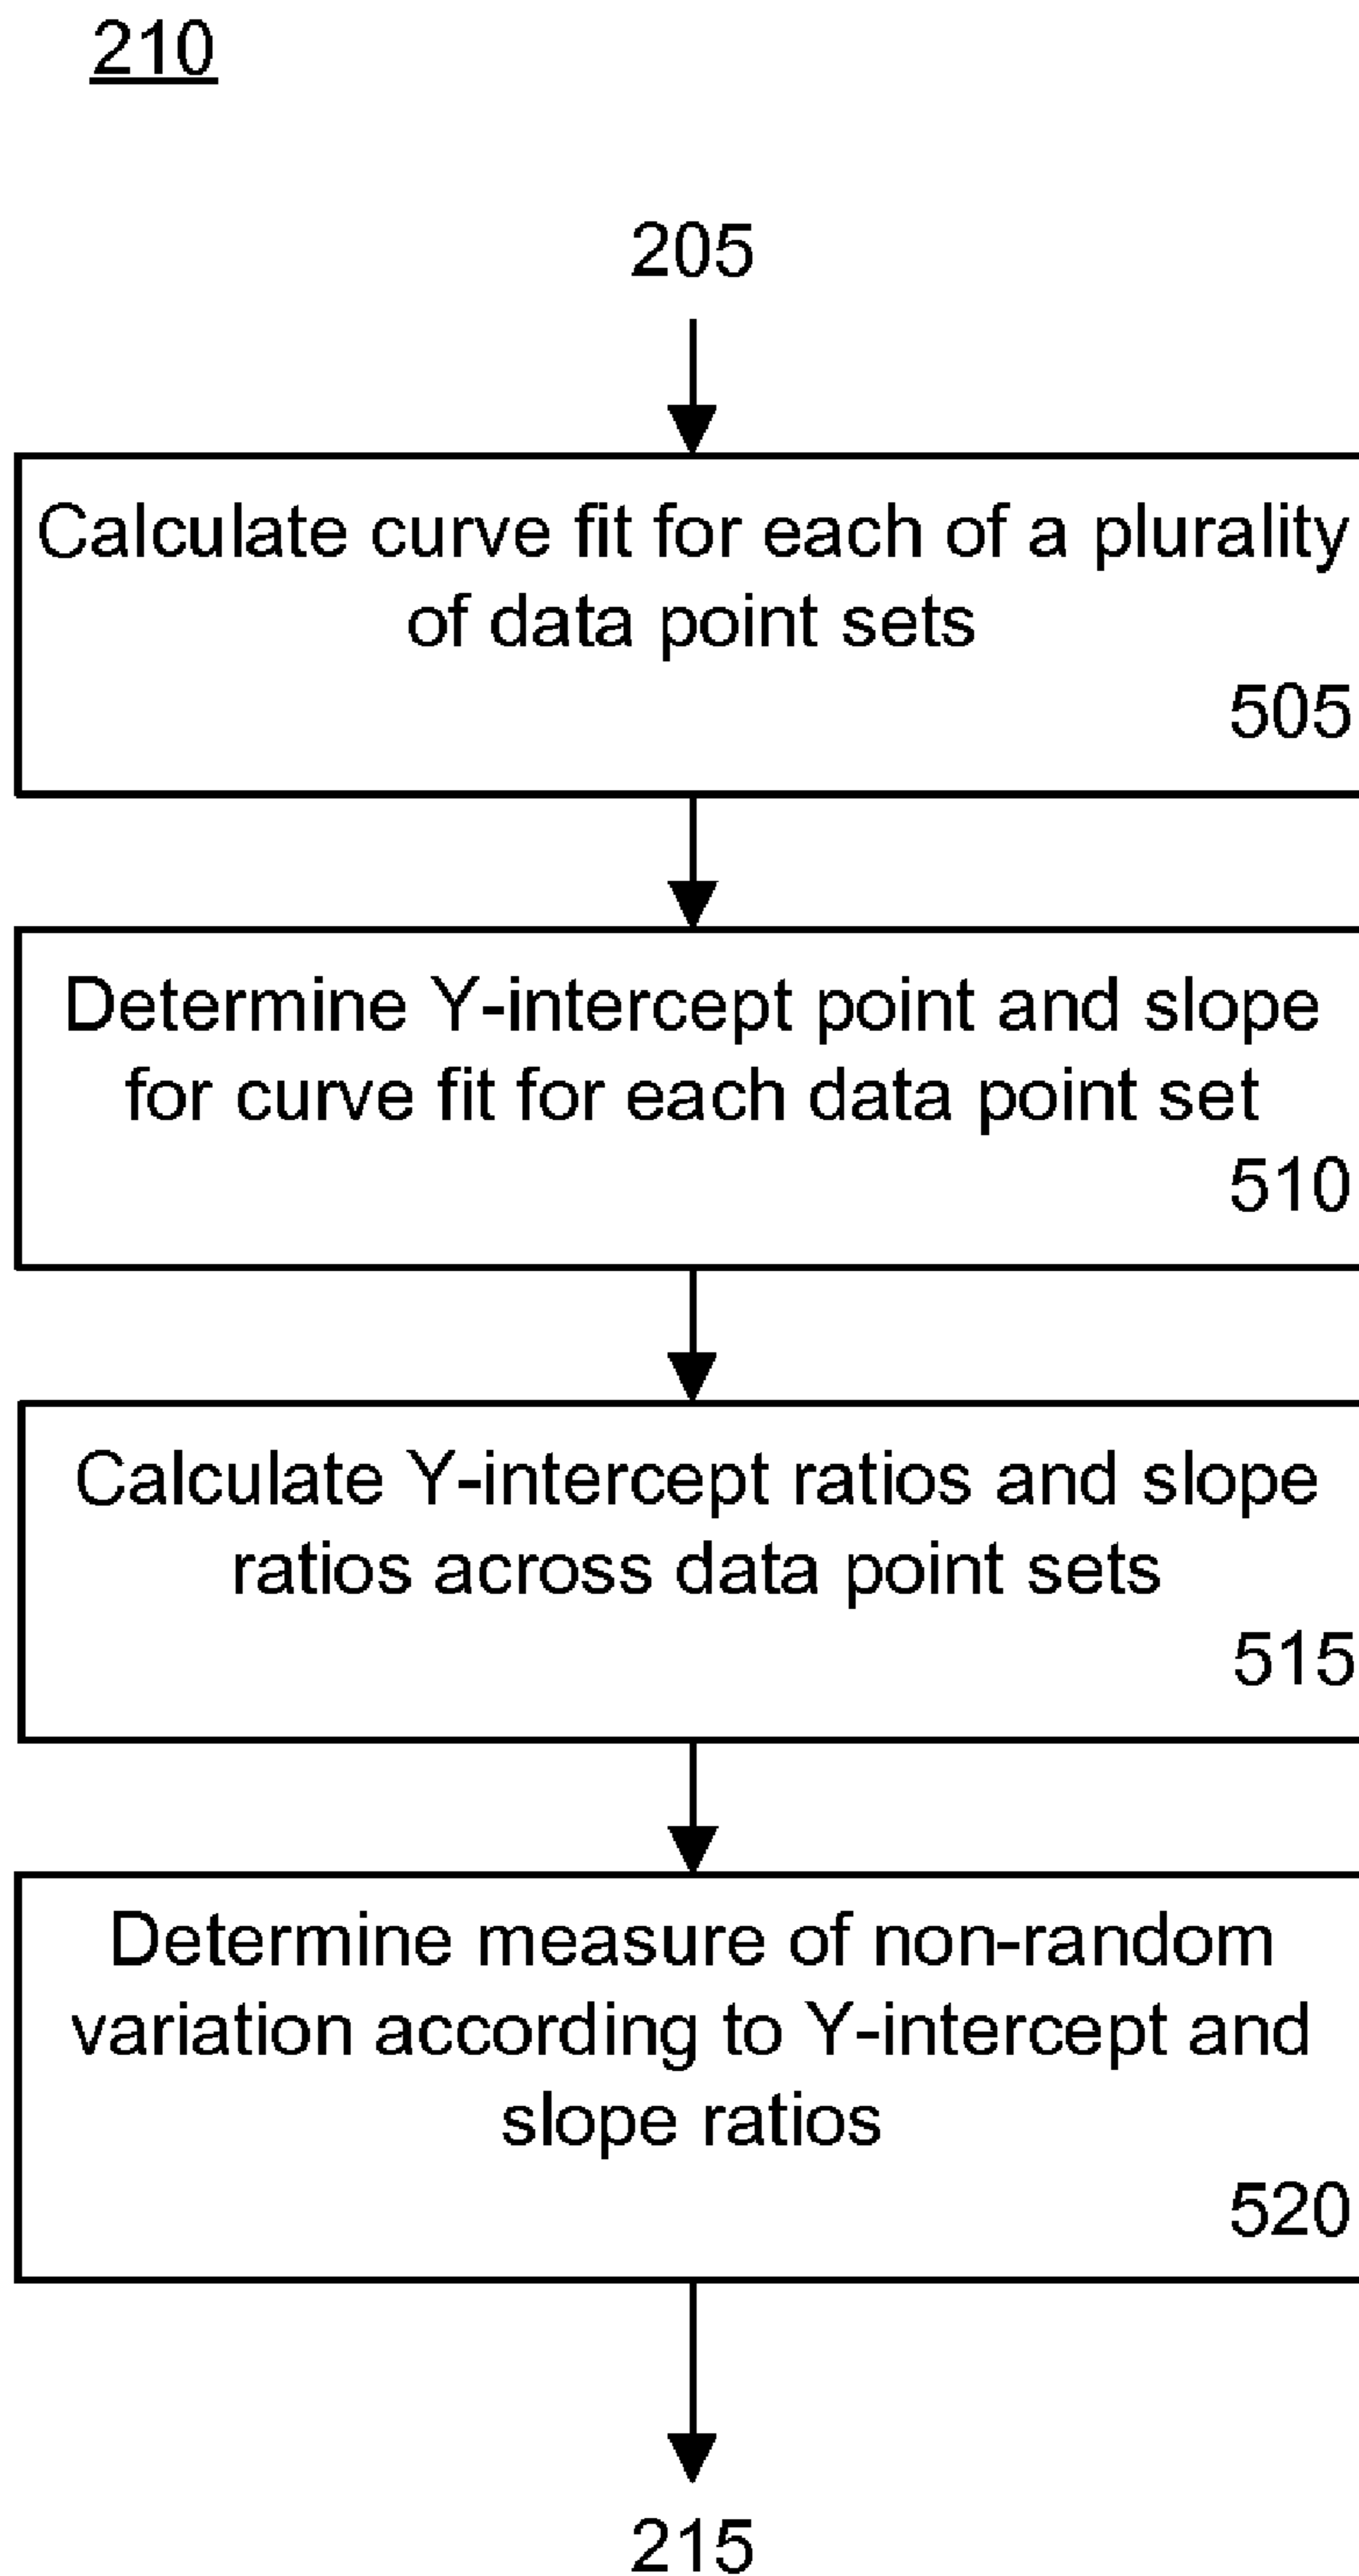 210
205
Calculate curve fit for each of a plurality
of data point sets
505
Determine Y-intercept point and slope
for curve fit for each data point set
510
Calculate Y-intercept ratios and slope
ratios across data point sets
515
Determine measure of non-random
variation according to Y-intercept and
slope ratios
520
215